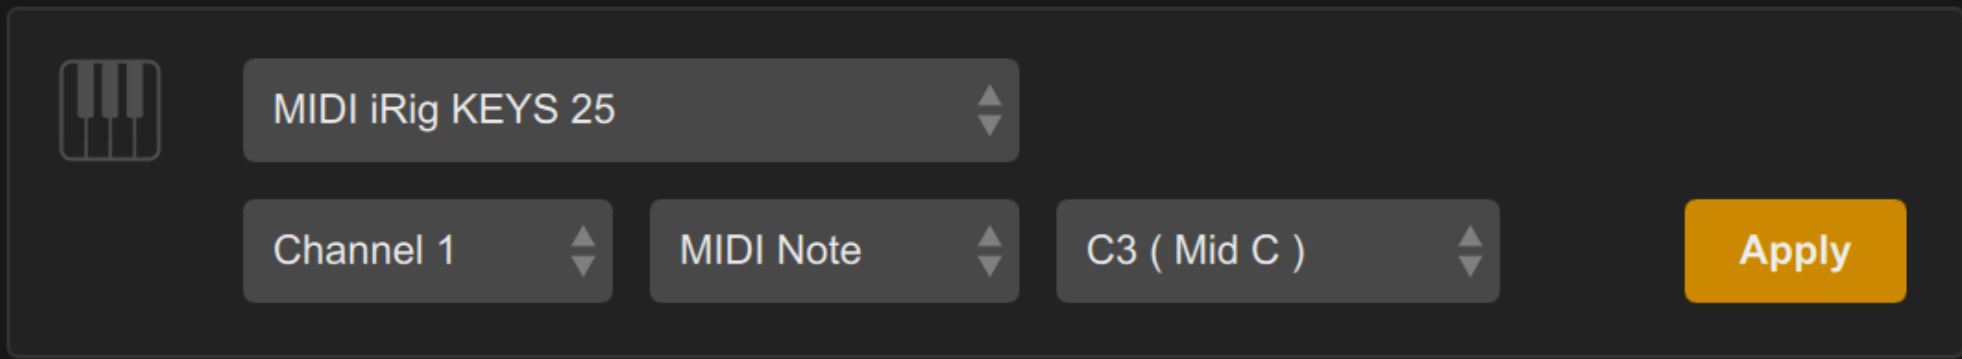 MIDI iRig KEYS 25
Channel 1 MIDI Note C3 ( Mid C ) Apply